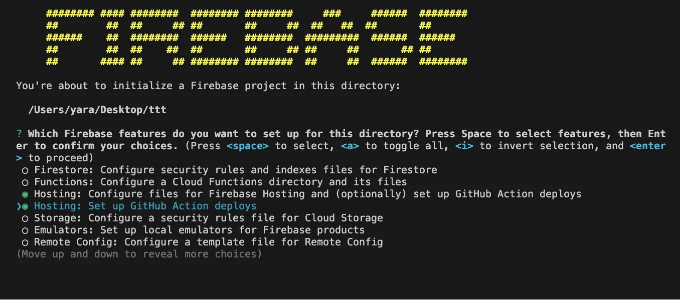 FIREBASE
You're about to initialize a Firebase project in this directory:
/Users/yara/Desktop/ttt
? Which Firebase features do you want to set up for this directory? Press Space to select features, then Ent
er to confirm your choices. (Press <space> to select, <a> to toggle all, <i> to invert selection, and <enter
> to proceed)
◯ Firestore: Configure security rules and indexes files for Firestore
◯ Functions: Configure a Cloud Functions directory and its files
◉ Hosting: Configure files for Firebase Hosting and (optionally) set up GitHub Action deploys
❯◉ Hosting: Set up GitHub Action deploys
◯ Storage: Configure a security rules file for Cloud Storage
◯ Emulators: Set up local emulators for Firebase products
◯ Remote Config: Configure a template file for Remote Config
(Move up and down to reveal more choices)